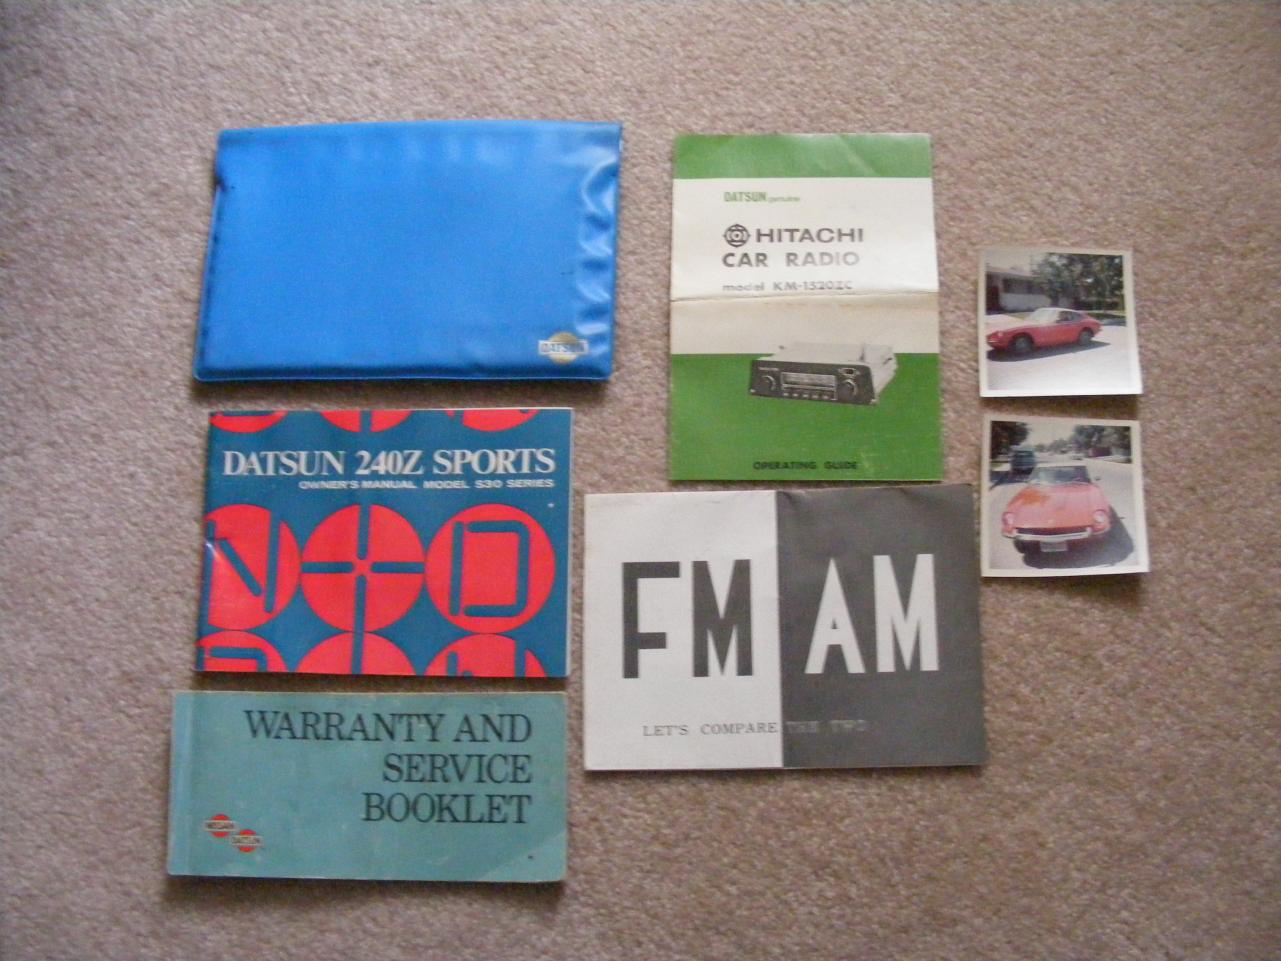 DATSUN
DATSUN genuine
HITACHI
CAR RADIO
model KM-1520ZC
OPERATING GUIDE
DATSUN 240Z SPORTS
OWNER'S MANUAL MODEL S30 SERIES
FM AM
LET'S COMPARE THE TWO
WARRANTY AND
SERVICE
BOOKLET
NISSAN
DATSUN